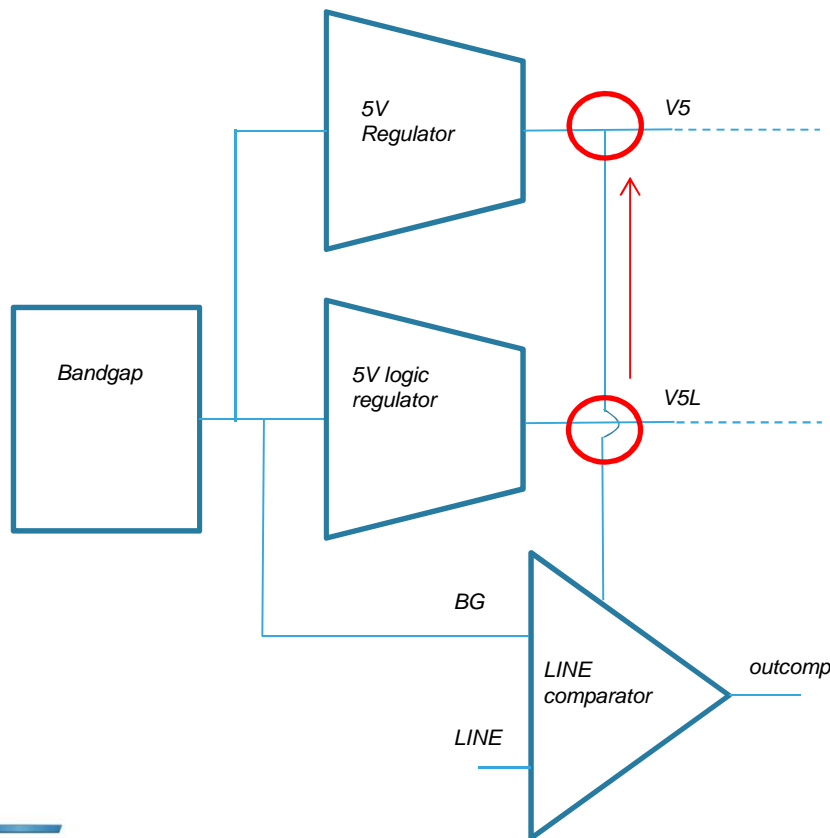 5V
Regulator
V5
Bandgap
5V logic
regulator
V5L
BG
LINE
comparator
outcomp
LINE